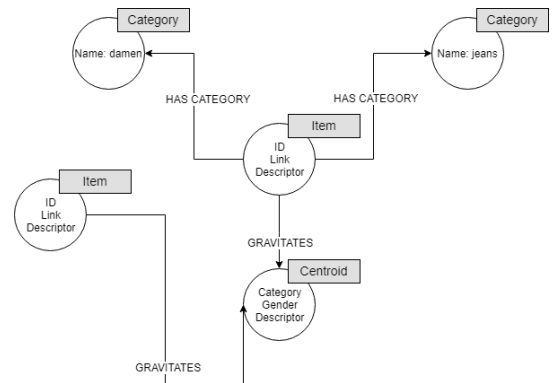 Category
Name: damen
Category
Name: jeans
HAS CATEGORY
HAS CATEGORY
Item
ID
Link
Descriptor
Item
ID
Link
Descriptor
GRAVITATES
Centroid
Category
Gender
Descriptor
GRAVITATES